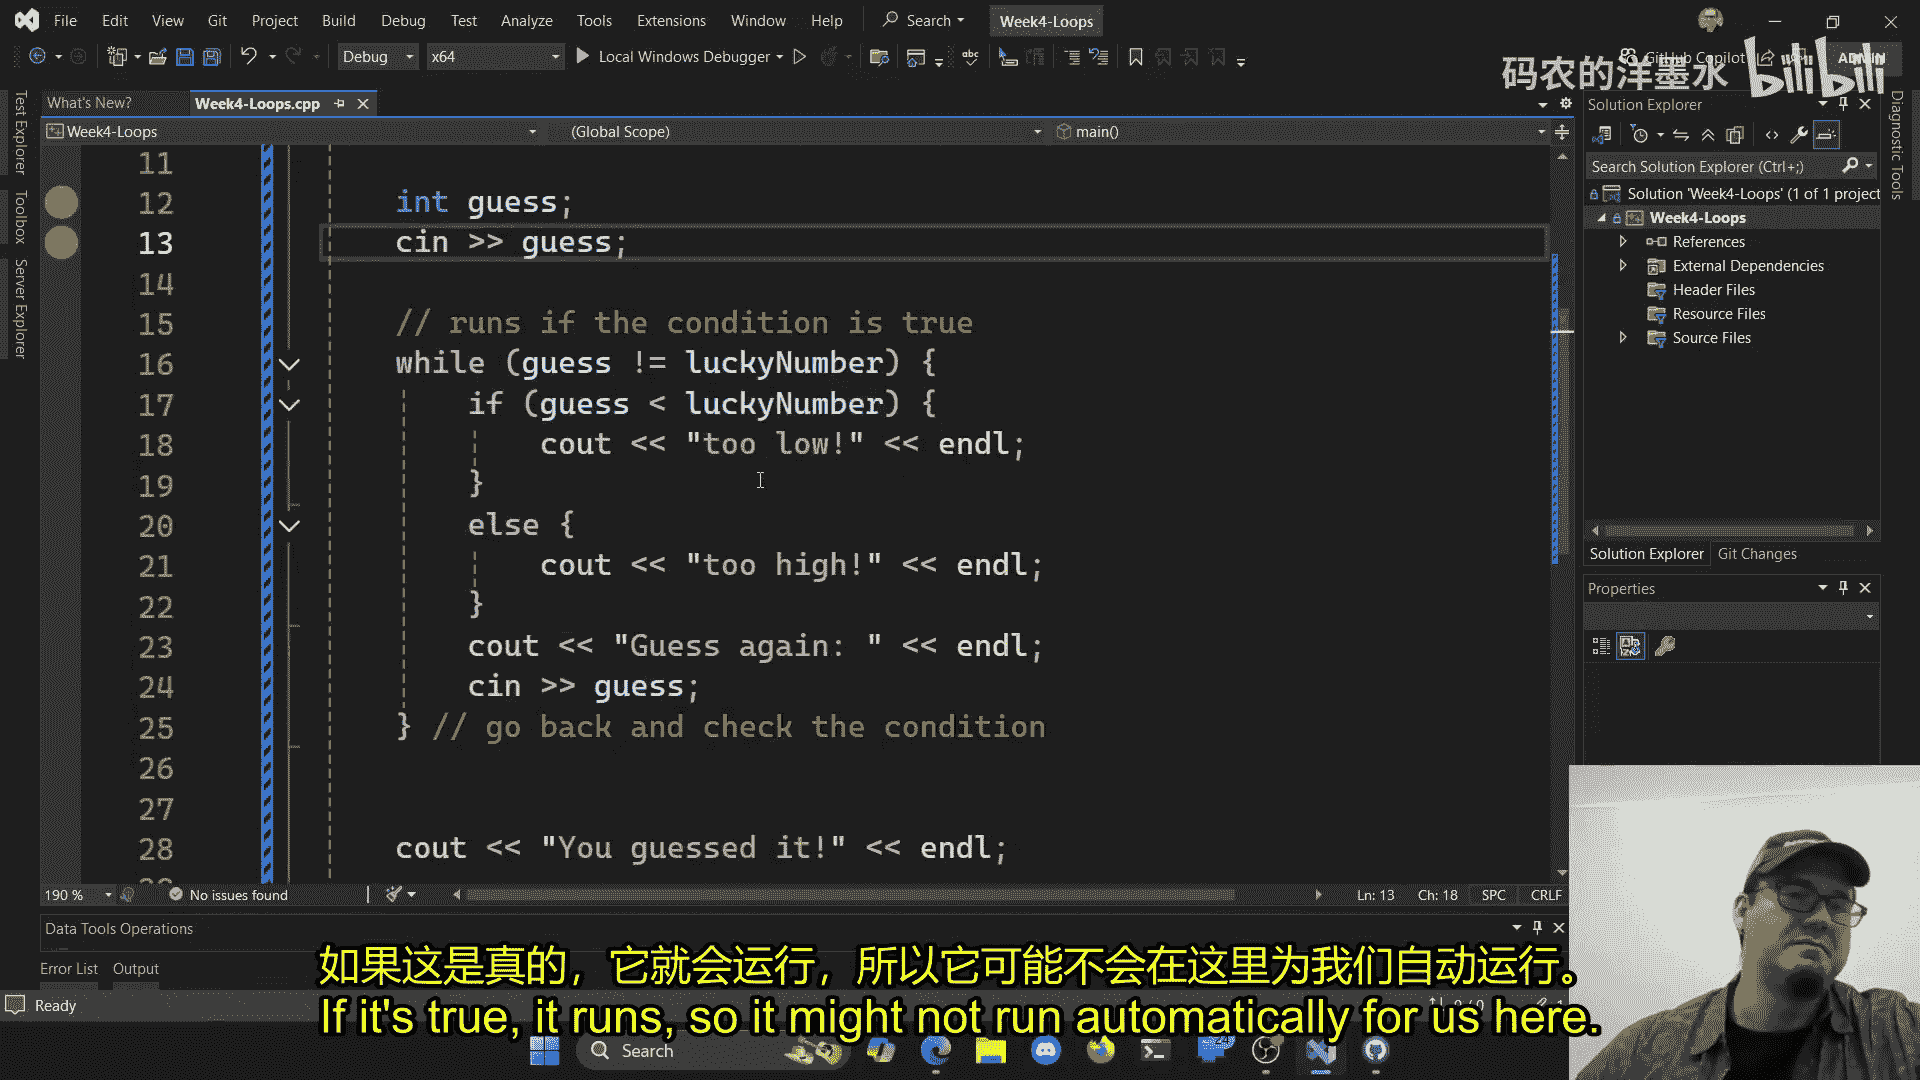 File Edit View Git Project Build Debug Test Analyze Tools Extensions Window Help Search Week4-Loops
Debug x64 Local Windows Debugger GitHub Copilot
码农的洋墨水 bilibili
What's New? Week4-Loops.cpp
Week4-Loops (Global Scope) main()
Test Explorer
Toolbox
Server Explorer
11
12 int guess;
13 cin >> guess;
14
15 // runs if the condition is true
16 while (guess != luckyNumber) {
17 if (guess < luckyNumber) {
18 cout << "too low!" << endl;
19 }
20 else {
21 cout << "too high!" << endl;
22 }
23 cout << "Guess again: " << endl;
24 cin >> guess;
25 } // go back and check the condition
26
27
28 cout << "You guessed it!" << endl;
190 % No issues found Ln: 13 Ch: 18 SPC CRLF
Solution Explorer
Search Solution Explorer (Ctrl+;)
Solution 'Week4-Loops' (1 of 1 project
Week4-Loops
References
External Dependencies
Header Files
Resource Files
Source Files
Solution Explorer Git Changes
Properties
Diagnostic Tools
Data Tools Operations
Error List Output
Ready
如果这是真的，它就会运行，所以它可能不会在这里为我们自动运行。
If it's true, it runs, so it might not run automatically for us here.
Search